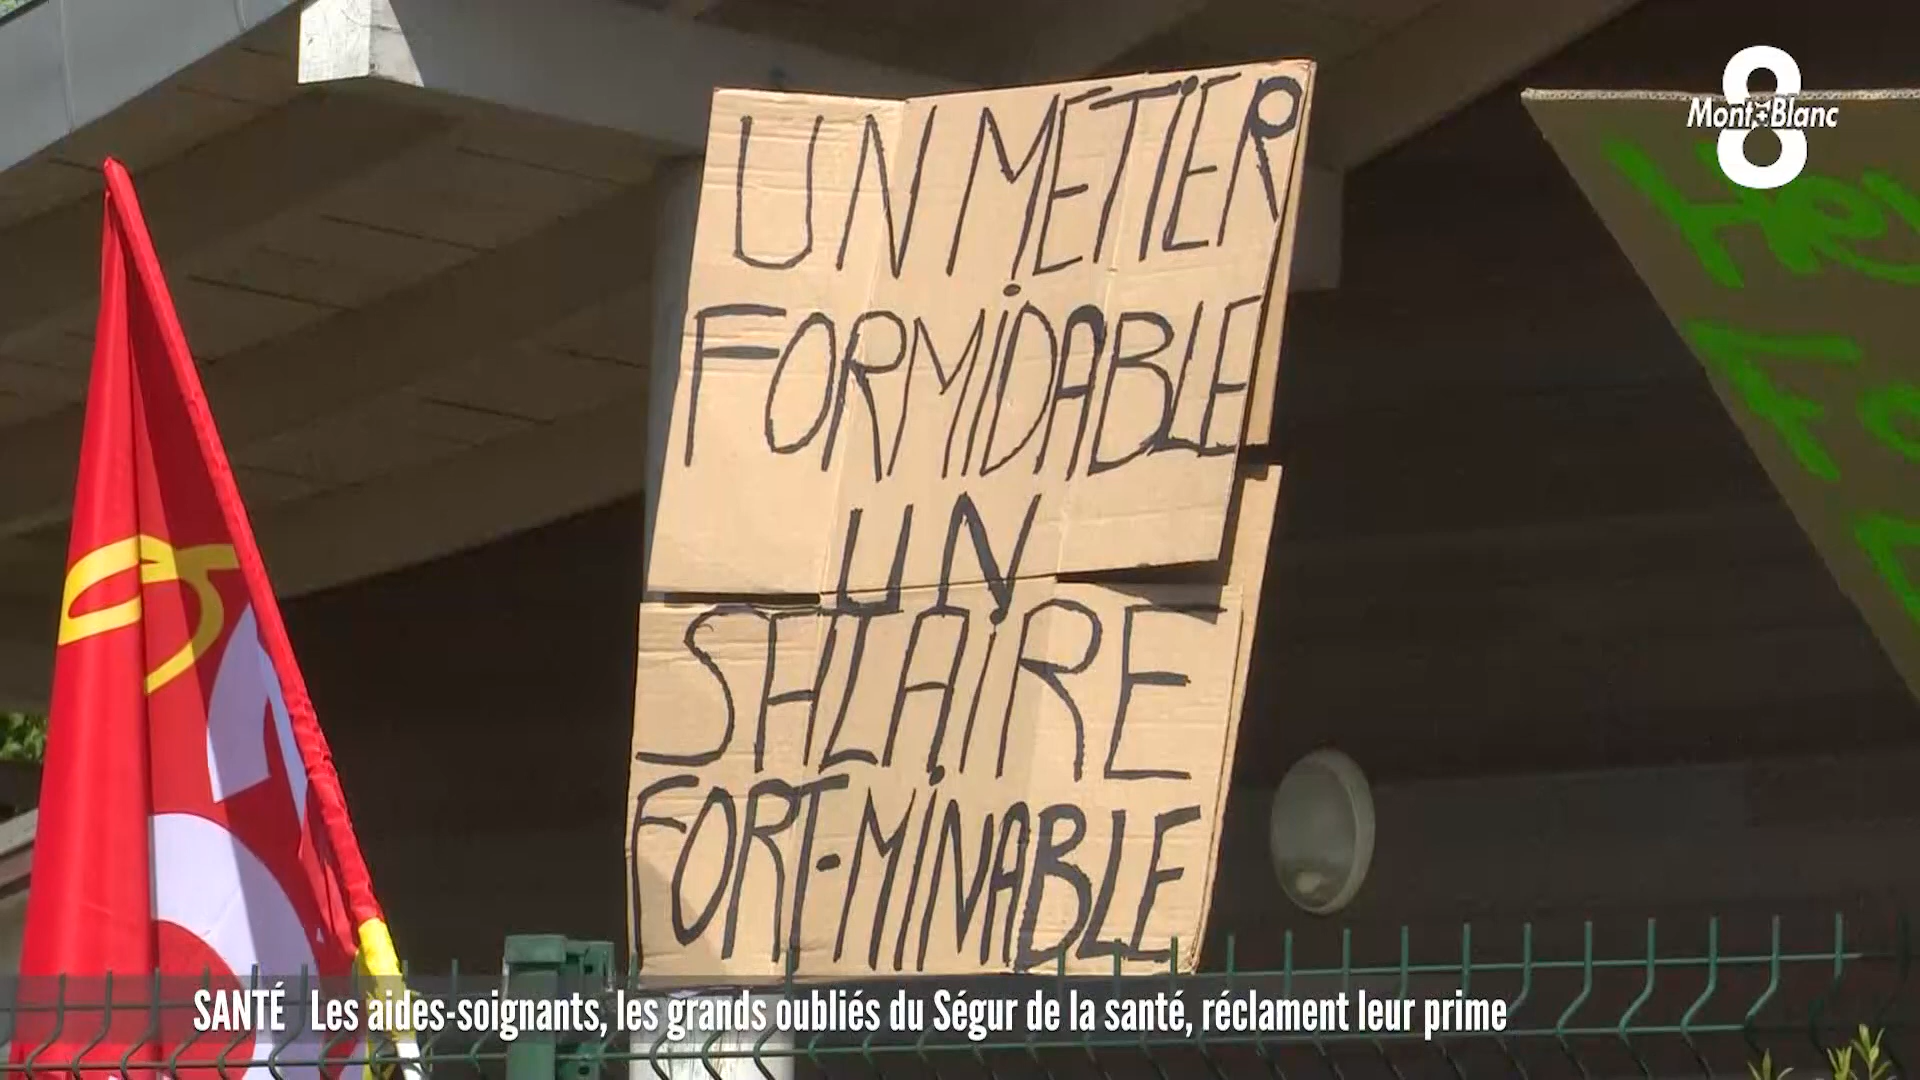 8
Mont Blanc
UN METIER
FORMIDABLE
UN
SALAIRE
FORT-MINABLE
SANTÉ Les aides-soignants, les grands oubliés du Ségur de la santé, réclament leur prime